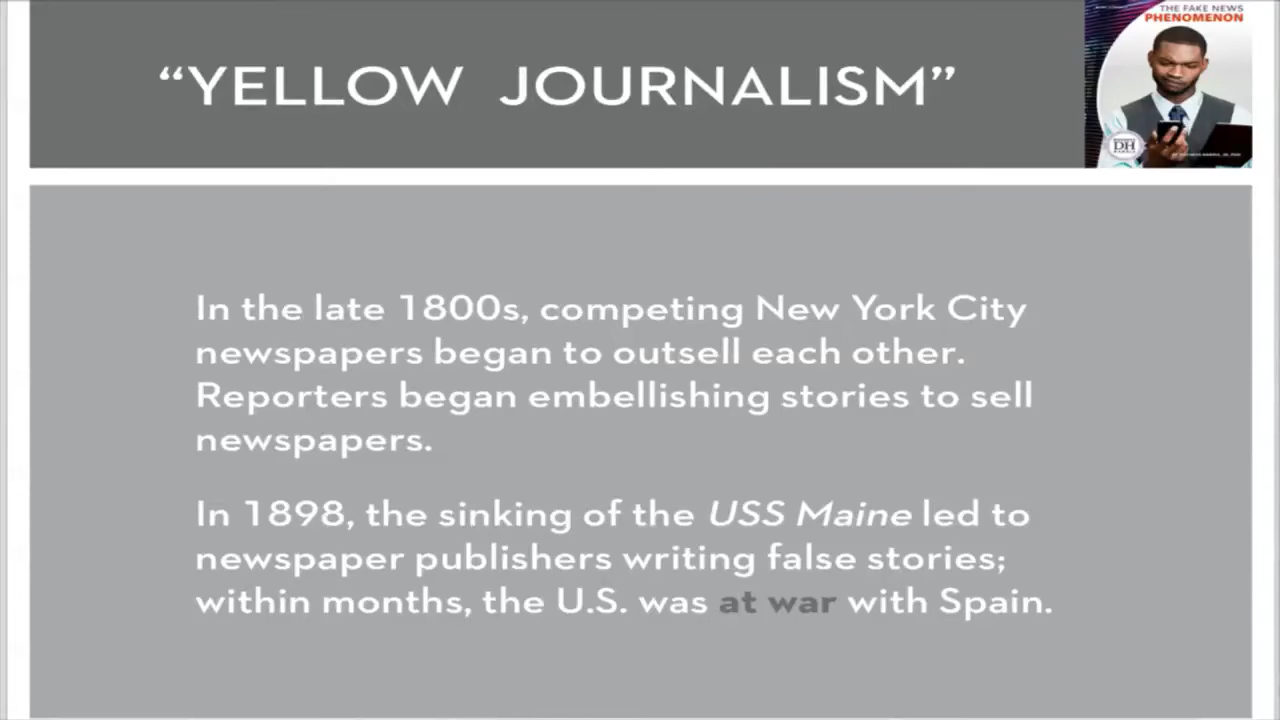 “YELLOW JOURNALISM”
THE FAKE NEWS
PHENOMENON
DH
In the late 1800s, competing New York City
newspapers began to outsell each other.
Reporters began embellishing stories to sell
newspapers.
In 1898, the sinking of the USS Maine led to
newspaper publishers writing false stories;
within months, the U.S. was at war with Spain.